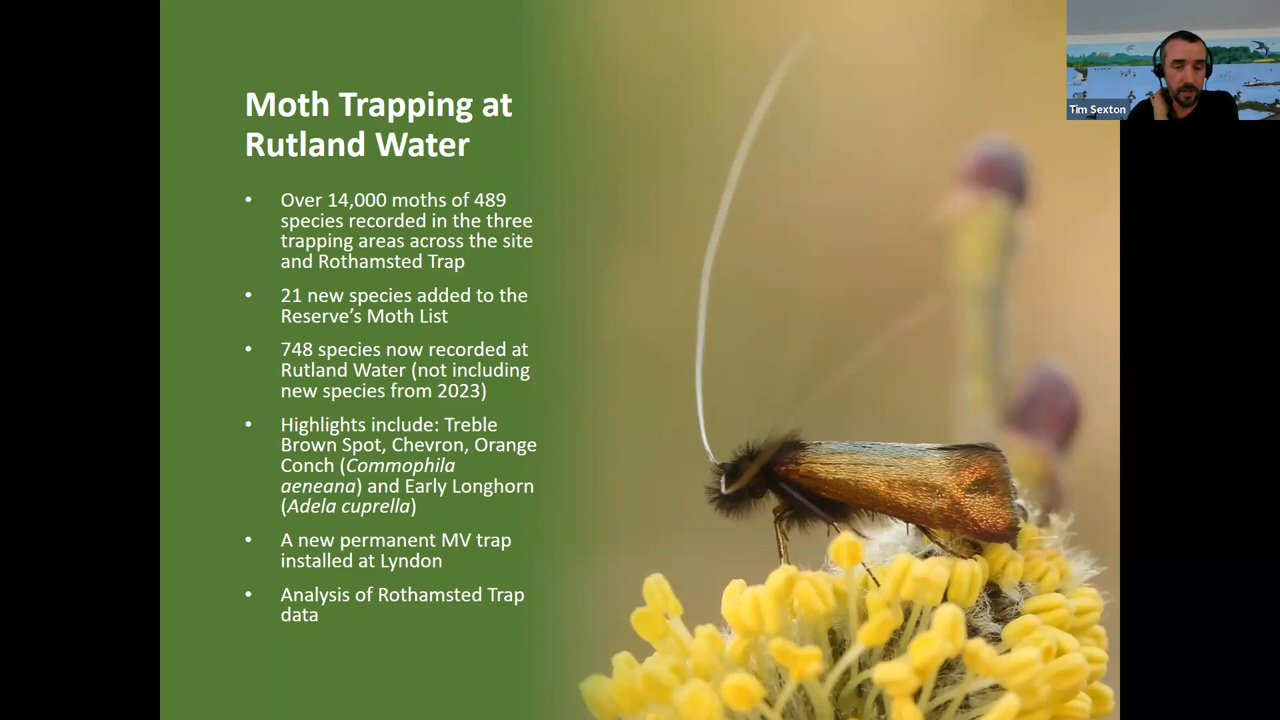 Moth Trapping at
Rutland Water
• Over 14,000 moths of 489
species recorded in the three
trapping areas across the site
and Rothamsted Trap
• 21 new species added to the
Reserve's Moth List
• 748 species now recorded at
Rutland Water (not including
new species from 2023)
• Highlights include: Treble
Brown Spot, Chevron, Orange
Conch (Commophila
aeneana) and Early Longhorn
(Adela cuprella)
• A new permanent MV trap
installed at Lyndon
• Analysis of Rothamsted Trap
data
Tim Sexton